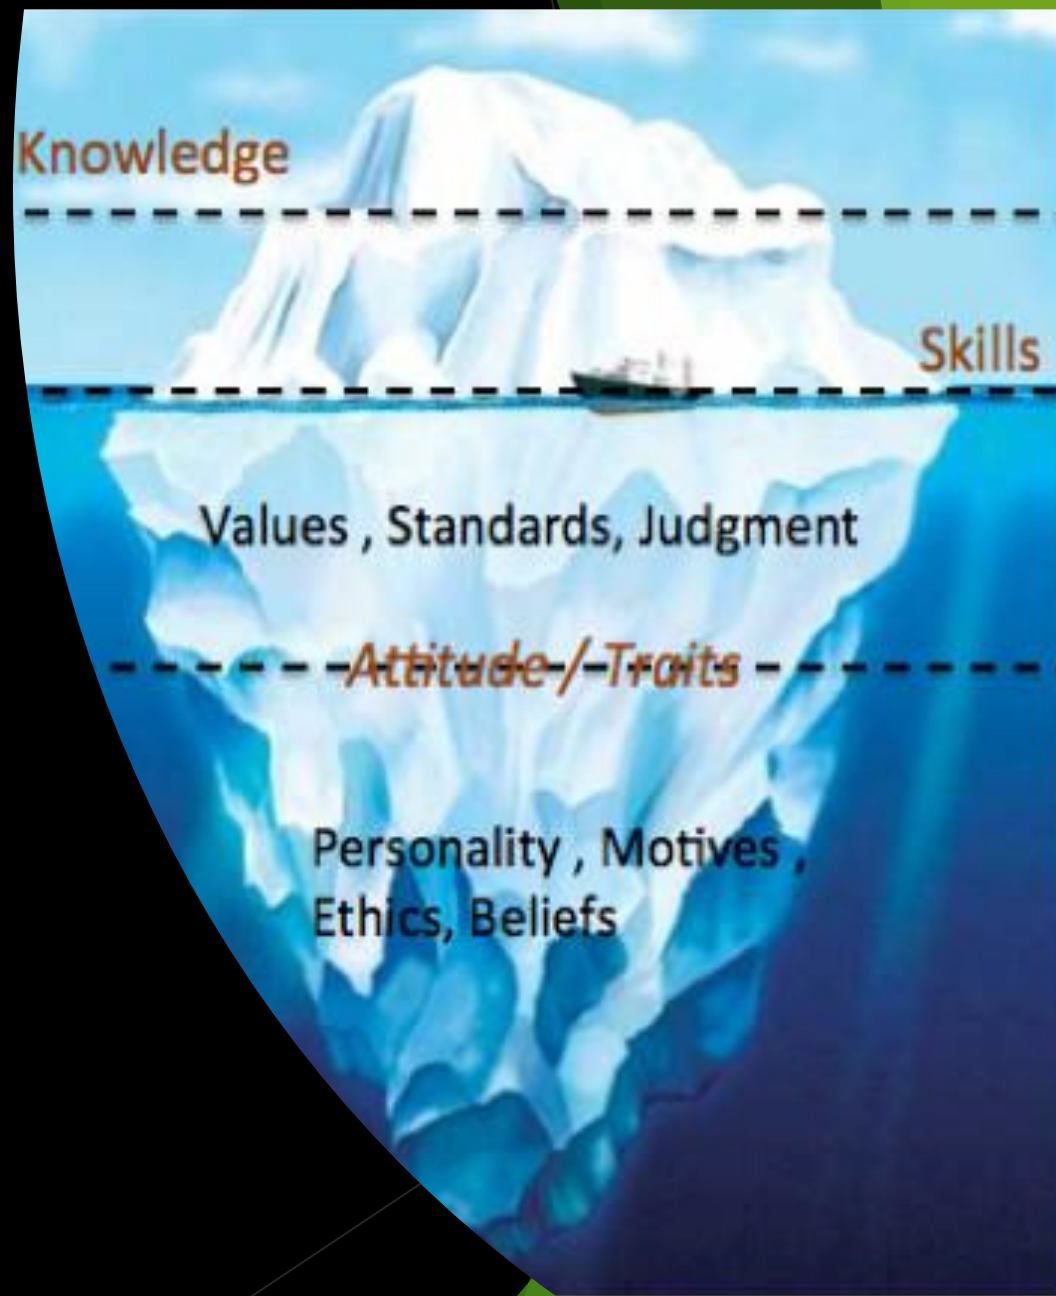 Knowledge
Skills
Values , Standards, Judgment
Attitude / Traits
Personality , Motives ,
Ethics, Beliefs